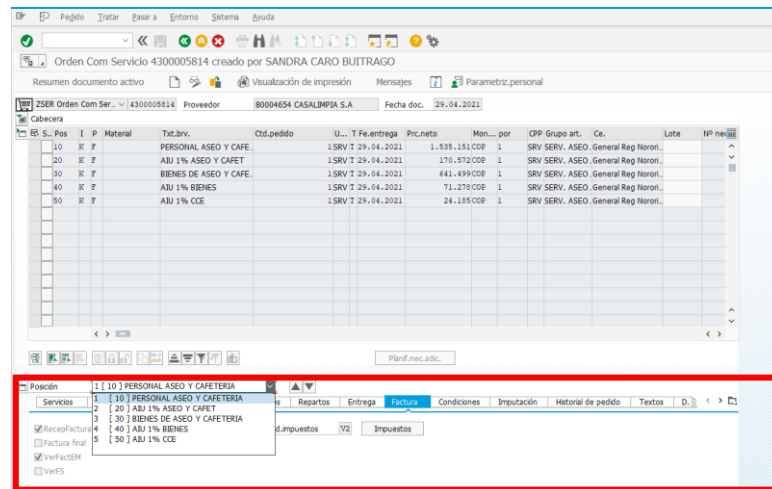 Pedido Tratar Pasar a Entorno Sistema Ayuda
Orden Com Servicio 4300005814 creado por SANDRA CARO BUITRAGO
Resumen documento activo Visualización de impresión Mensajes Parametriz.personal
ZSER Orden Com Ser.. 4300005814 Proveedor 80004654 CASALIMPIA S.A Fecha doc. 29.04.2021
Cabecera
S.. Pos I P Material Txt.brv. Ctd.pedido U... T Fe.entrega Prc.neto Mon... por CPP Grupo art. Ce. Lote Nº nec
10 K F PERSONAL ASEO Y CAFE.. 1 SRV T 29.04.2021 1.535.151 COP 1 SRV SERV. ASEO.. General Reg Norori..
20 K F AIU 1% ASEO Y CAFET 1 SRV T 29.04.2021 170.572 COP 1 SRV SERV. ASEO.. General Reg Norori..
30 K F BIENES DE ASEO Y CAFE.. 1 SRV T 29.04.2021 641.499 COP 1 SRV SERV. ASEO.. General Reg Norori..
40 K F AIU 1% BIENES 1 SRV T 29.04.2021 71.278 COP 1 SRV SERV. ASEO.. General Reg Norori..
50 K F AIU 1% CCE 1 SRV T 29.04.2021 24.185 COP 1 SRV SERV. ASEO.. General Reg Norori..
Planif.nec.adic.
Posición 1 [ 10 ] PERSONAL ASEO Y CAFETERIA
Servicios Repartos Entrega Factura Condiciones Imputación Historial de pedido Textos D.
1 [ 10 ] PERSONAL ASEO Y CAFETERIA
2 [ 20 ] AIU 1% ASEO Y CAFET
3 [ 30 ] BIENES DE ASEO Y CAFETERIA
4 [ 40 ] AIU 1% BIENES
5 [ 50 ] AIU 1% CCE
RecepFactura d.impuestos V2 Impuestos
Factura final
VerFactEM
VerFS